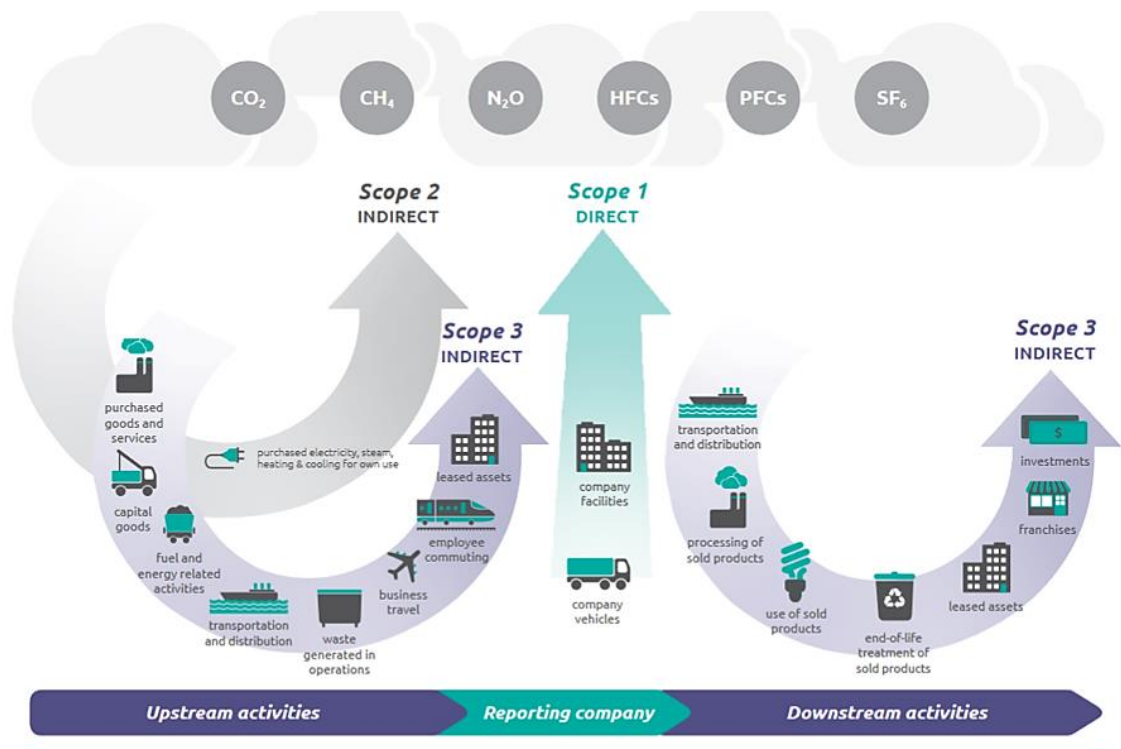 CO₂
CH₄
N₂O
HFCs
PFCs
SF₆
Scope 2
INDIRECT
Scope 1
DIRECT
Scope 3
INDIRECT
Scope 3
INDIRECT
purchased
goods and
services
capital
goods
fuel and
energy related
activities
transportation
and distribution
waste
generated in
operations
business
travel
employee
commuting
leased assets
purchased electricity, steam,
heating & cooling for own use
company
facilities
company
vehicles
transportation
and distribution
processing of
sold products
use of sold
products
end-of-life
treatment of
sold products
leased assets
franchises
$
investments
Upstream activities
Reporting company
Downstream activities